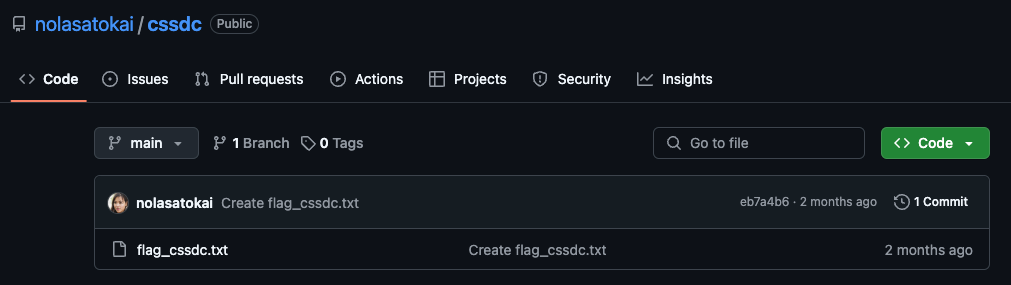 nolasatokai / cssdc Public
Code Issues Pull requests Actions Projects Security Insights
main 1 Branch 0 Tags Go to file Code
nolasatokai Create flag_cssdc.txt eb7a4b6 · 2 months ago 1 Commit
flag_cssdc.txt Create flag_cssdc.txt 2 months ago